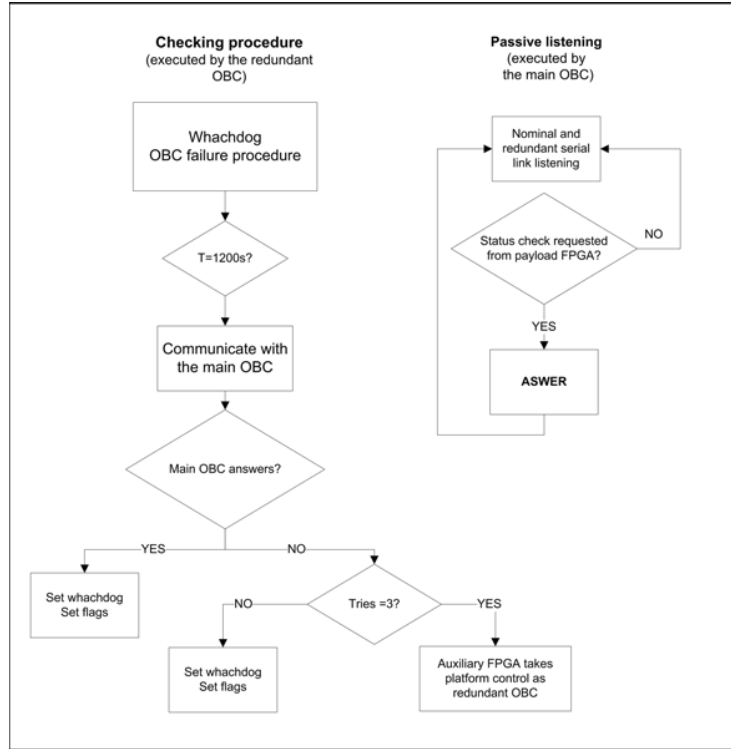 Checking procedure
(executed by the redundant
OBC)
Whachdog
OBC failure procedure
T=1200s?
Communicate with
the main OBC
Main OBC answers?
YES
NO
Set whachdog
Set flags
Tries =3?
NO
YES
Set whachdog
Set flags
Auxiliary FPGA takes
platform control as
redundant OBC
Passive listening
(executed by
the main OBC)
Nominal and
redundant serial
link listening
Status check requested
from payload FPGA?
NO
YES
ASWER